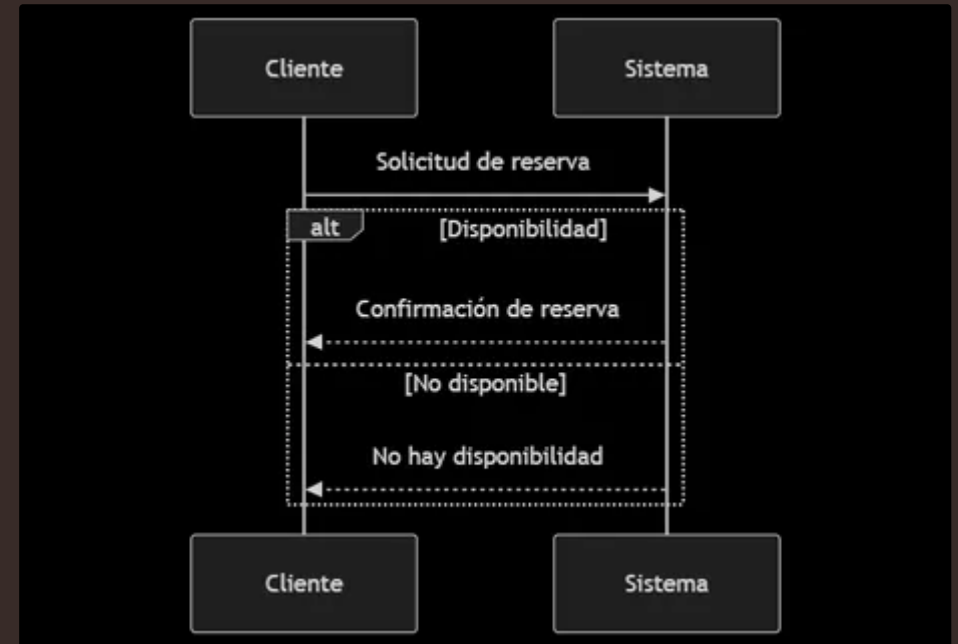 Cliente
Sistema
Solicitud de reserva
alt
[Disponibilidad]
Confirmación de reserva
[No disponible]
No hay disponibilidad
Cliente
Sistema